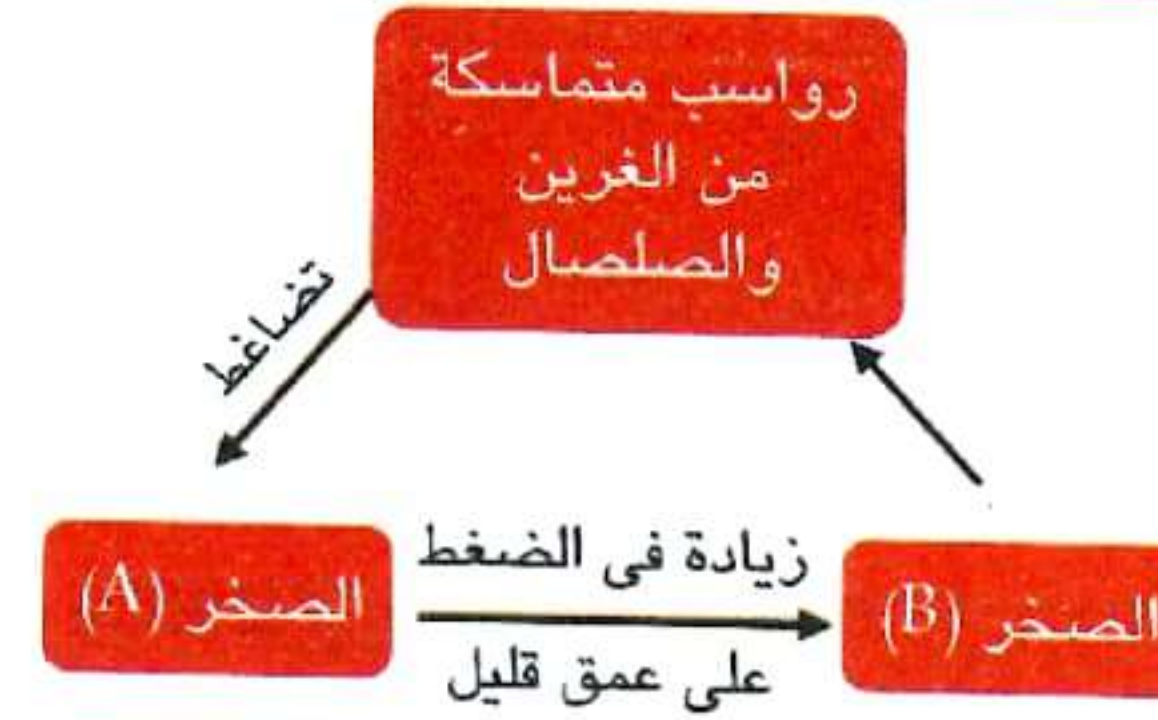 رواسب متماسكة
من الغرين
والصلصال
تضاغط
زيادة فى الضغط
على عمق قليل
الصخر (A)
الصخر (B)